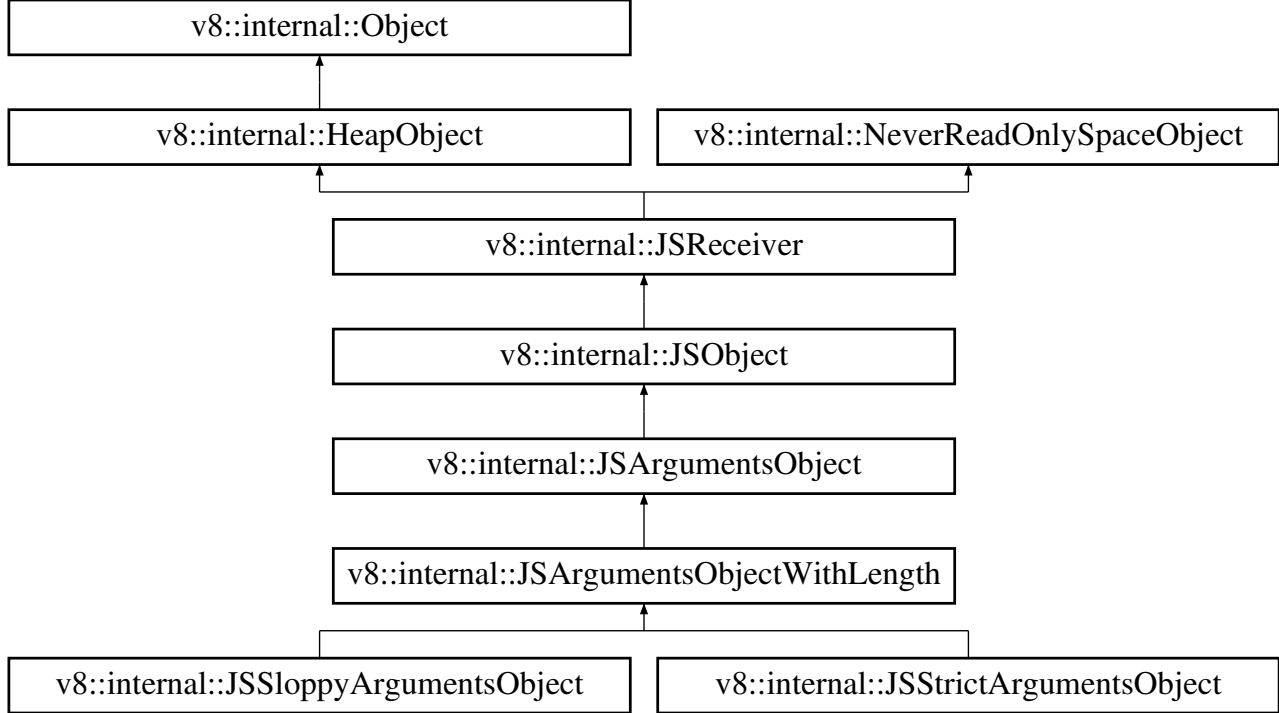 v8::internal::Object
v8::internal::HeapObject
v8::internal::NeverReadOnlySpaceObject
v8::internal::JSReceiver
v8::internal::JSObject
v8::internal::JSArgumentsObject
v8::internal::JSArgumentsObjectWithLength
v8::internal::JSSloppyArgumentsObject
v8::internal::JSStrictArgumentsObject